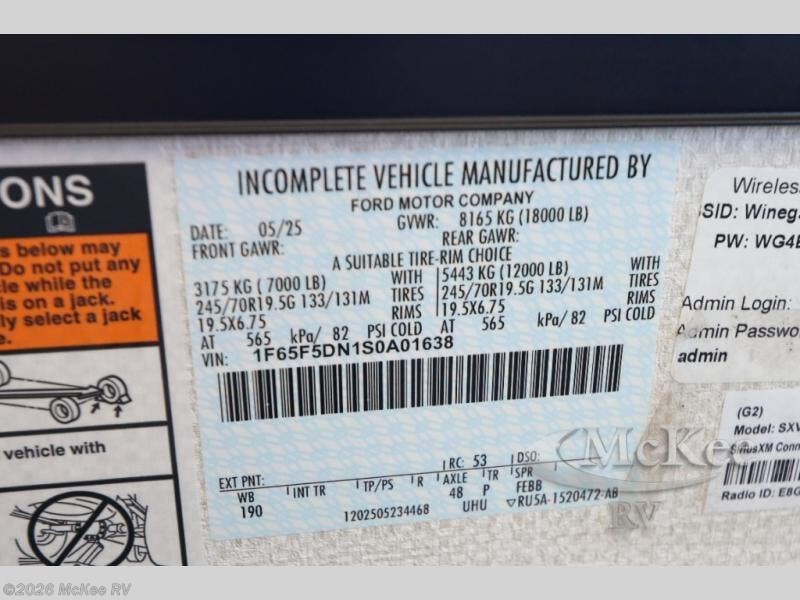 ONS
s below may
Do not put any
le while the
is on a jack.
ly select a jack
vehicle with
INCOMPLETE VEHICLE MANUFACTURED BY
FORD MOTOR COMPANY
DATE: 05/25 GVWR: 8165 KG (18000 LB)
FRONT GAWR: REAR GAWR:
A SUITABLE TIRE-RIM CHOICE
3175 KG ( 7000 LB) WITH 5443 KG (12000 LB) WITH
245/70R19.5G 133/131M TIRES 245/70R19.5G 133/131M TIRES
19.5X6.75 RIMS 19.5X6.75 RIMS
AT 565 kPa/ 82 PSI COLD AT 565 kPa/ 82 PSI COLD
VIN: 1F65F5DN1S0A01638
EXT PNT: RC: 53 DSO:
WB INT TR TP/PS R AXLE TR SPR
190 48 P FEBB
1202505234468 UHU ▽RU5A-1520472-AB
Wireless
SSID: Wineg
PW: WG4
Admin Login:
Admin Passwo
admin
(G2)
Model: SXV
SiriusXM Conn
Radio ID: E8
McKee
RV
©2026 McKee RV